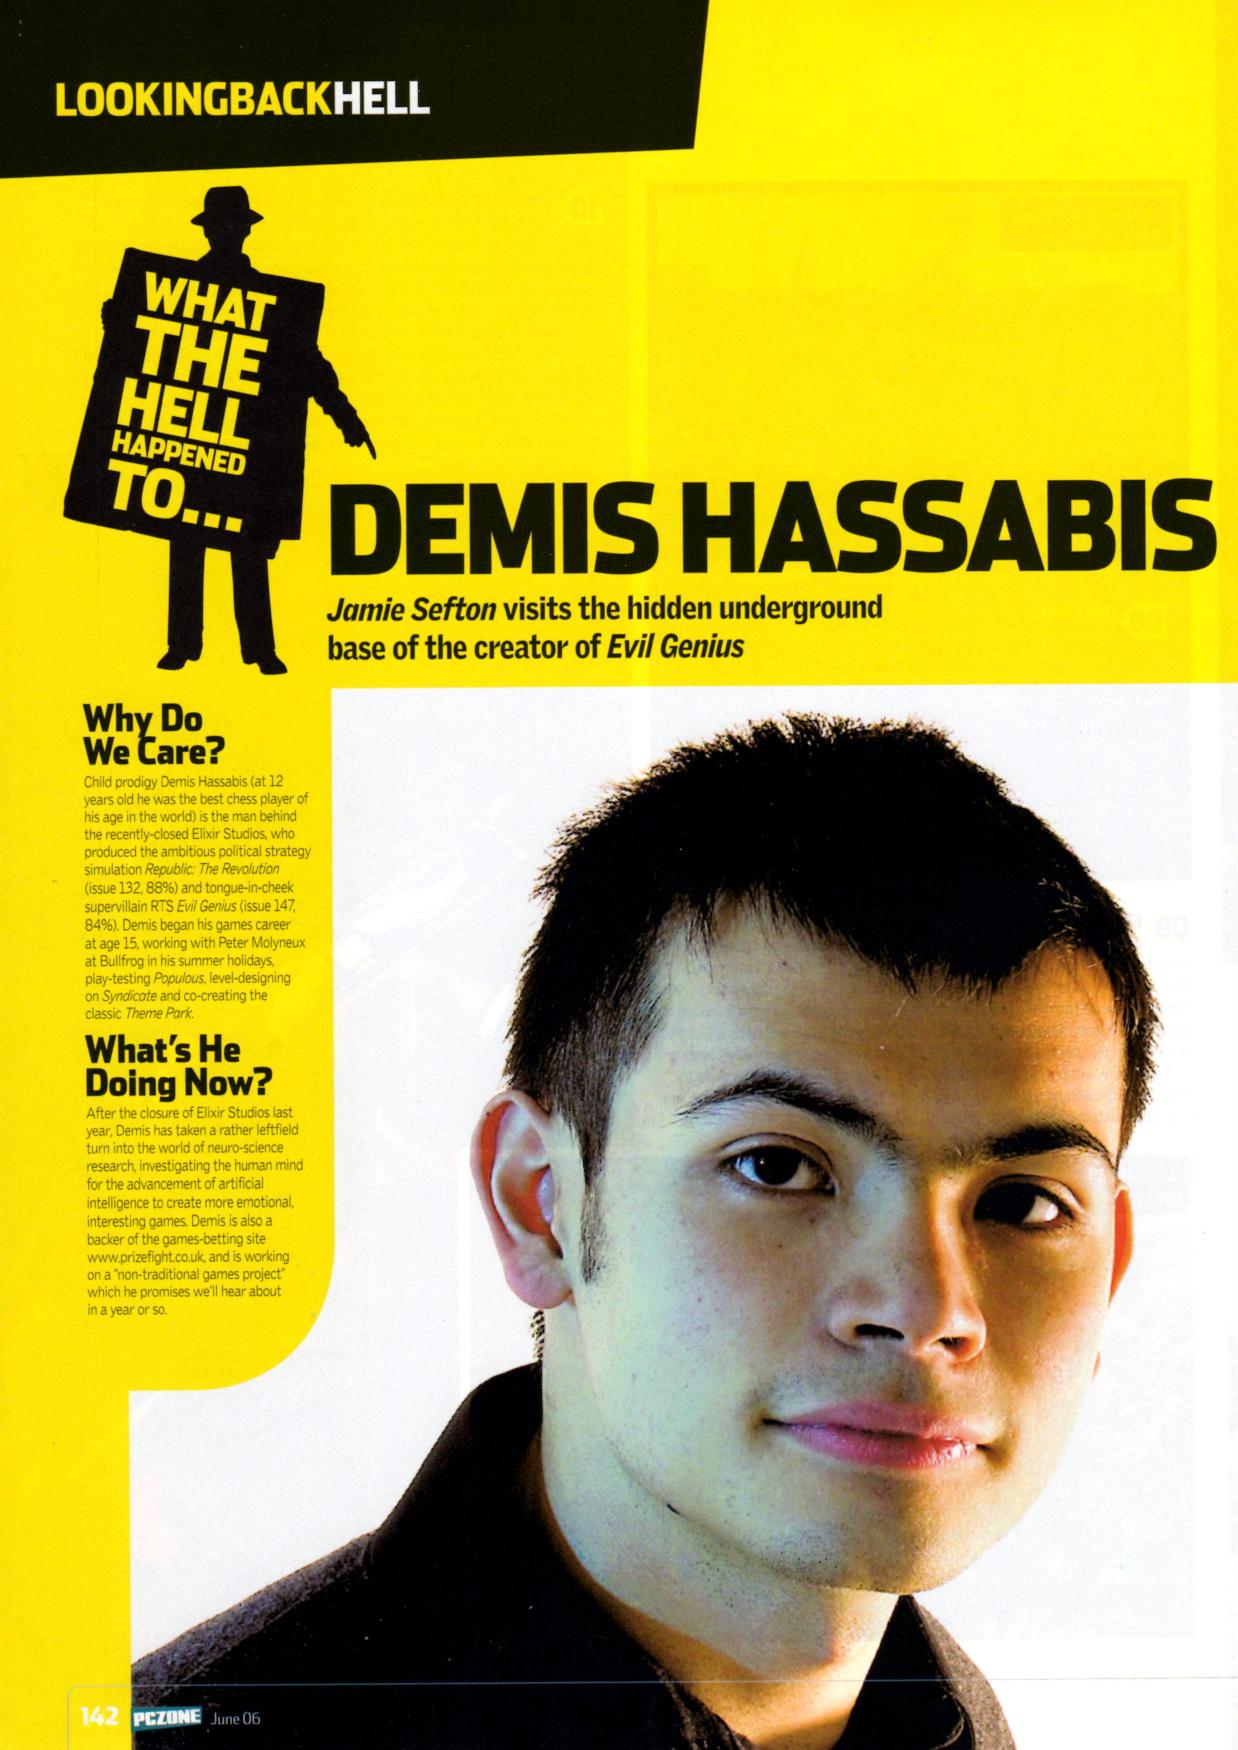 LOOKINGBACKHELL
WHAT
THE
HELL
HAPPENED
TO...
DEMIS HASSABIS
Jamie Sefton visits the hidden underground
base of the creator of Evil Genius
Why Do
We Care?
Child prodigy Demis Hassabis (at 12
years old he was the best chess player of
his age in the world) is the man behind
the recently-closed Elixir Studios, who
produced the ambitious political strategy
simulation Republic: The Revolution
(issue 132, 88%) and tongue-in-cheek
supervillain RTS Evil Genius (issue 147,
84%). Demis began his games career
at age 15, working with Peter Molyneux
at Bullfrog in his summer holidays,
play-testing Populous, level-designing
on Syndicate and co-creating the
classic Theme Park.
What's He
Doing Now?
After the closure of Elixir Studios last
year, Demis has taken a rather leftfield
turn into the world of neuro-science
research, investigating the human mind
for the advancement of artificial
intelligence to create more emotional,
interesting games. Demis is also a
backer of the games-betting site
www.prizefight.co.uk, and is working
on a "non-traditional games project"
which he promises we'll hear about
in a year or so.
142 PCZONE June 06